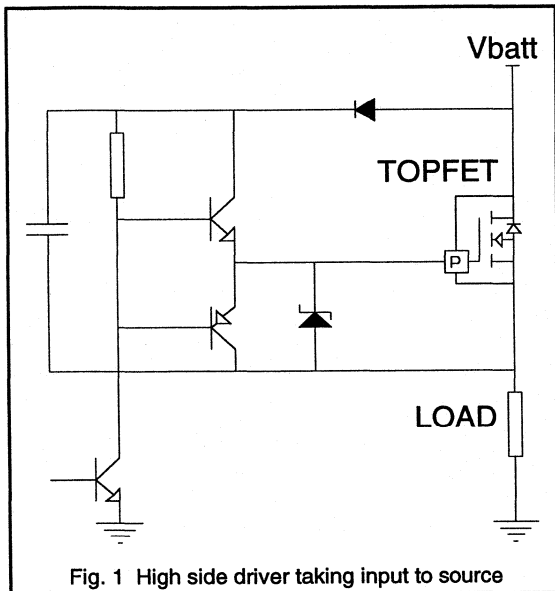 Vbatt
TOPFET
P
LOAD
Fig. 1 High side driver taking input to source